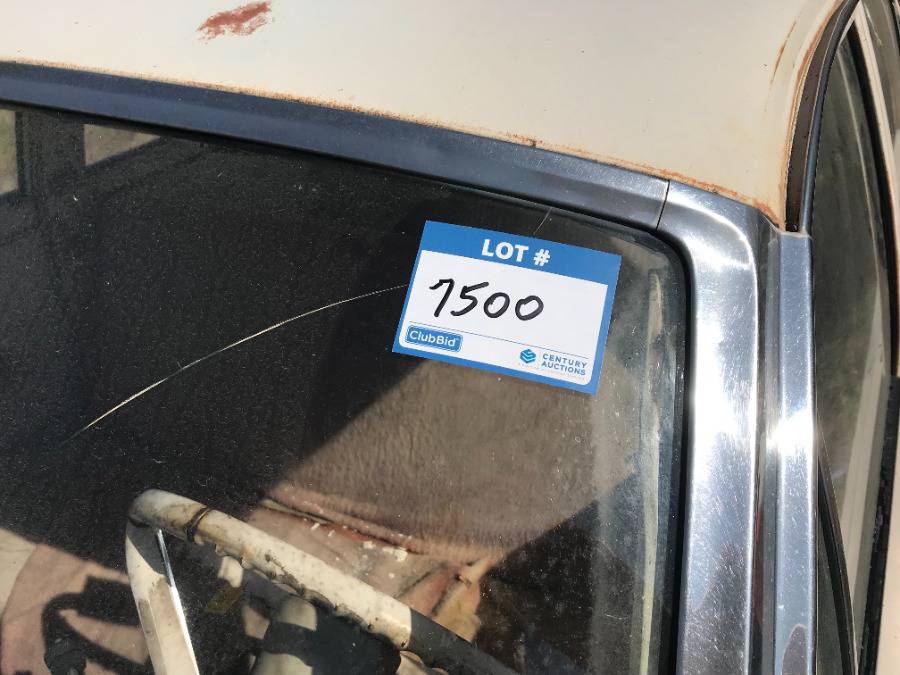 LOT #
7500
ClubBid
CENTURY
AUCTIONS